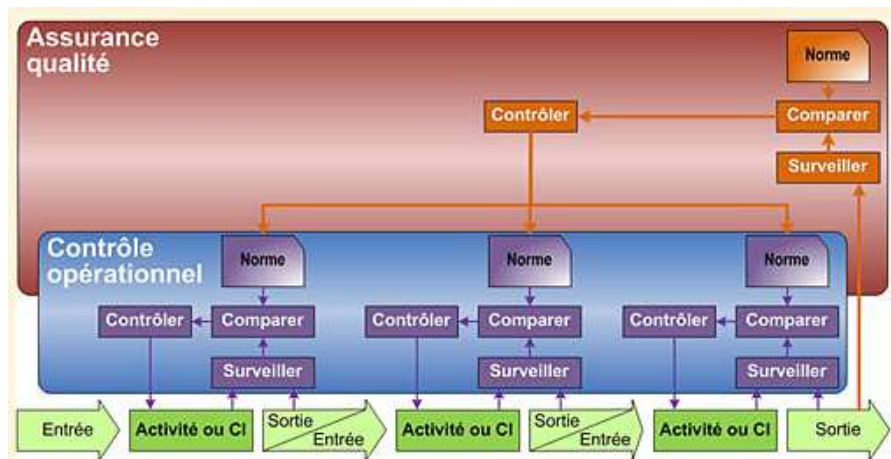 Assurance
qualité
Norme
Contrôler
Comparer
Surveiller
Contrôle
opérationnel
Norme
Norme
Norme
Contrôler
Comparer
Contrôler
Comparer
Contrôler
Comparer
Surveiller
Surveiller
Surveiller
Entrée
Activité ou CI
Sortie
Entrée
Activité ou CI
Sortie
Entrée
Activité ou CI
Sortie